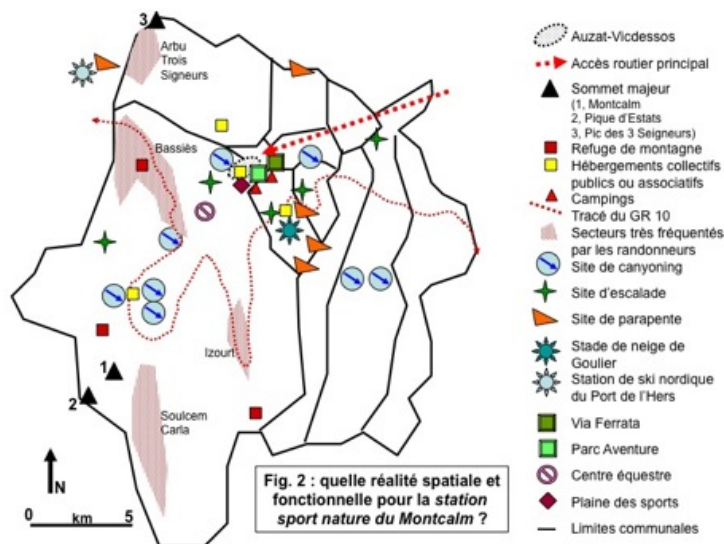 3
Arbu
Trois
Signeurs
Bassiès
Izourt
1
2
Soulcem
Carla
N
0 km 5
Fig. 2 : quelle réalité spatiale et
fonctionnelle pour la station
sport nature du Montcalm ?
Auzat-Vicdessos
Accès routier principal
Sommet majeur
(1, Montcalm
2, Pique d'Estats
3, Pic des 3 Seigneurs)
Refuge de montagne
Hébergements collectifs
publics ou associatifs
Campings
Tracé du GR 10
Secteurs très fréquentés
par les randonneurs
Site de canyoning
Site d'escalade
Site de parapente
Stade de neige de
Goulier
Station de ski nordique
du Port de l'Hers
Via Ferrata
Parc Aventure
Centre équestre
Plaine des sports
Limites communales